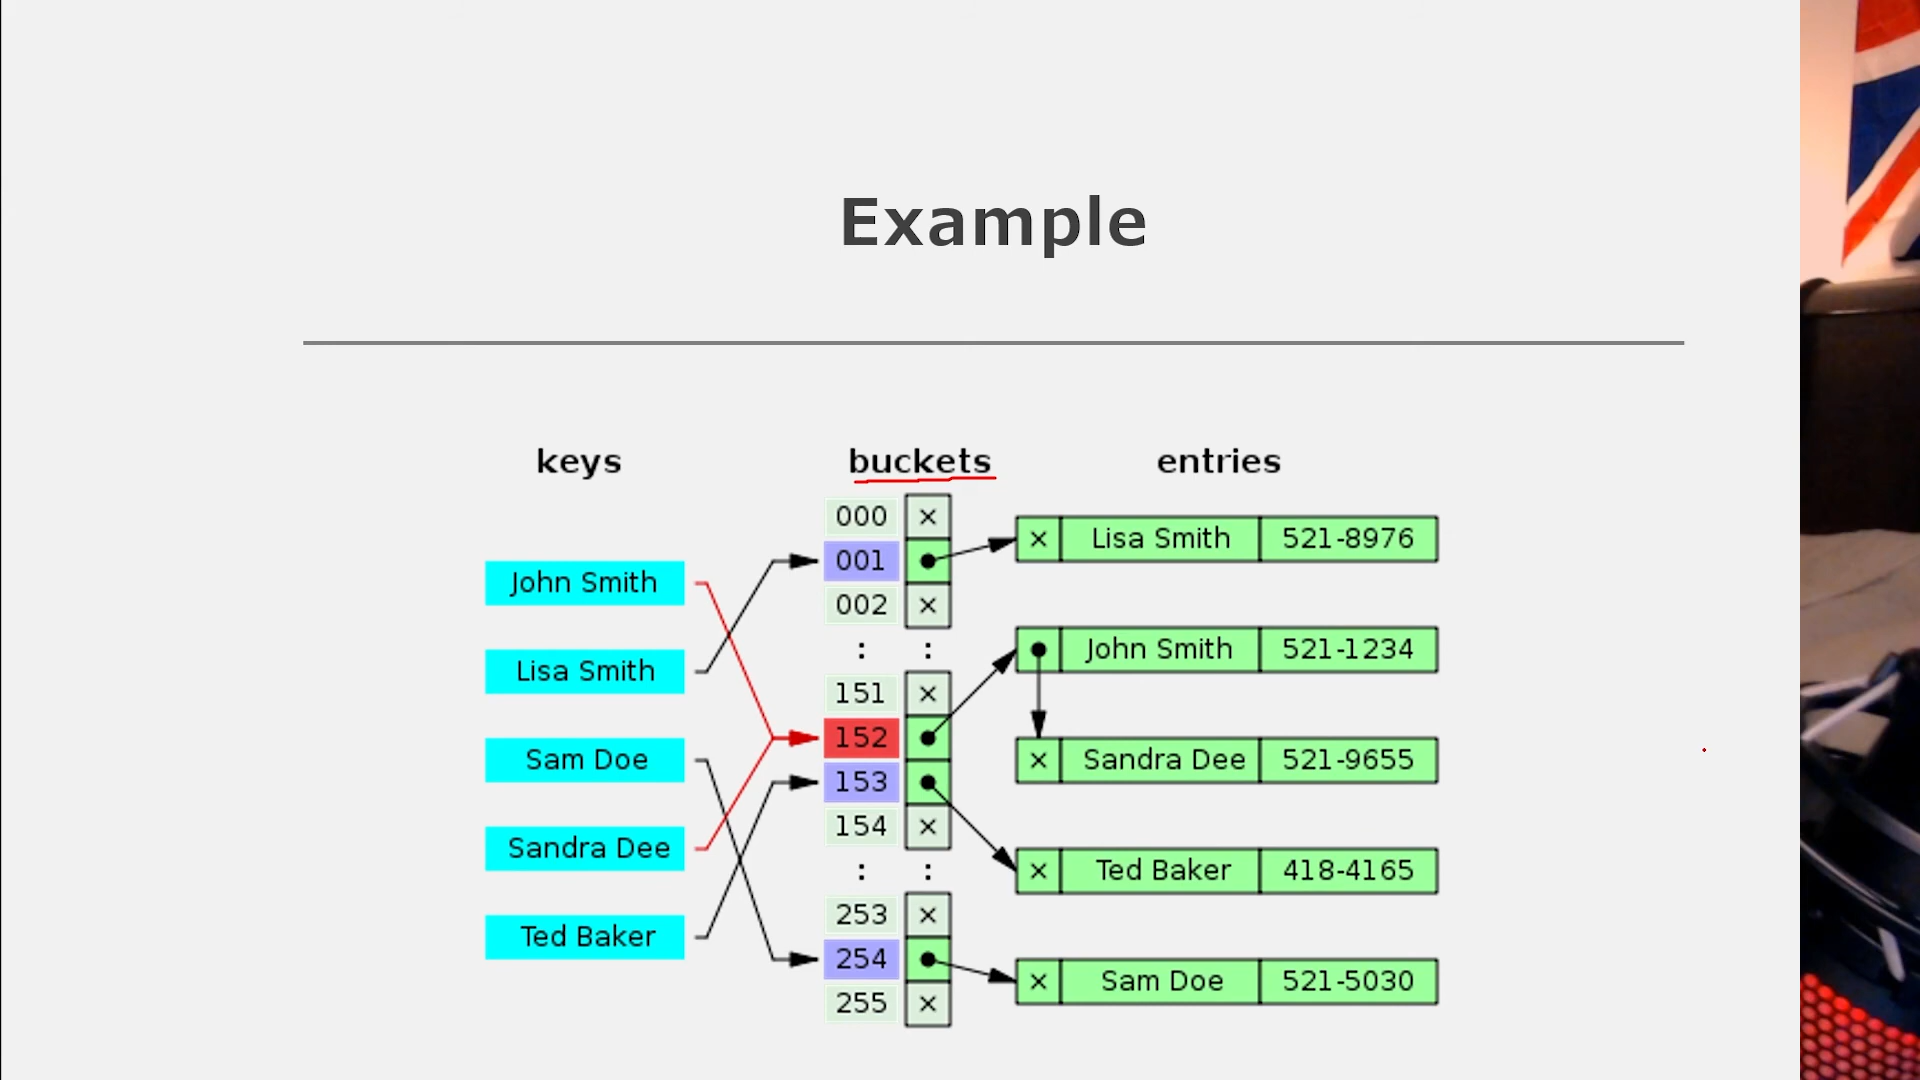 Example
keys buckets entries
000 ×
× Lisa Smith 521-8976
001
John Smith
002 ×
: :
× John Smith 521-1234
Lisa Smith
151 ×
152
Sam Doe
× Sandra Dee 521-9655
153
154 ×
Sandra Dee
: :
× Ted Baker 418-4165
253 ×
Ted Baker
254
× Sam Doe 521-5030
255 ×